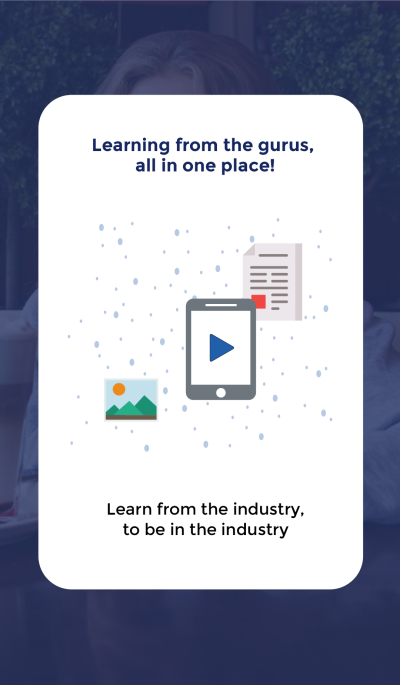 Learning from the gurus,
all in one place!
Learn from the industry,
to be in the industry